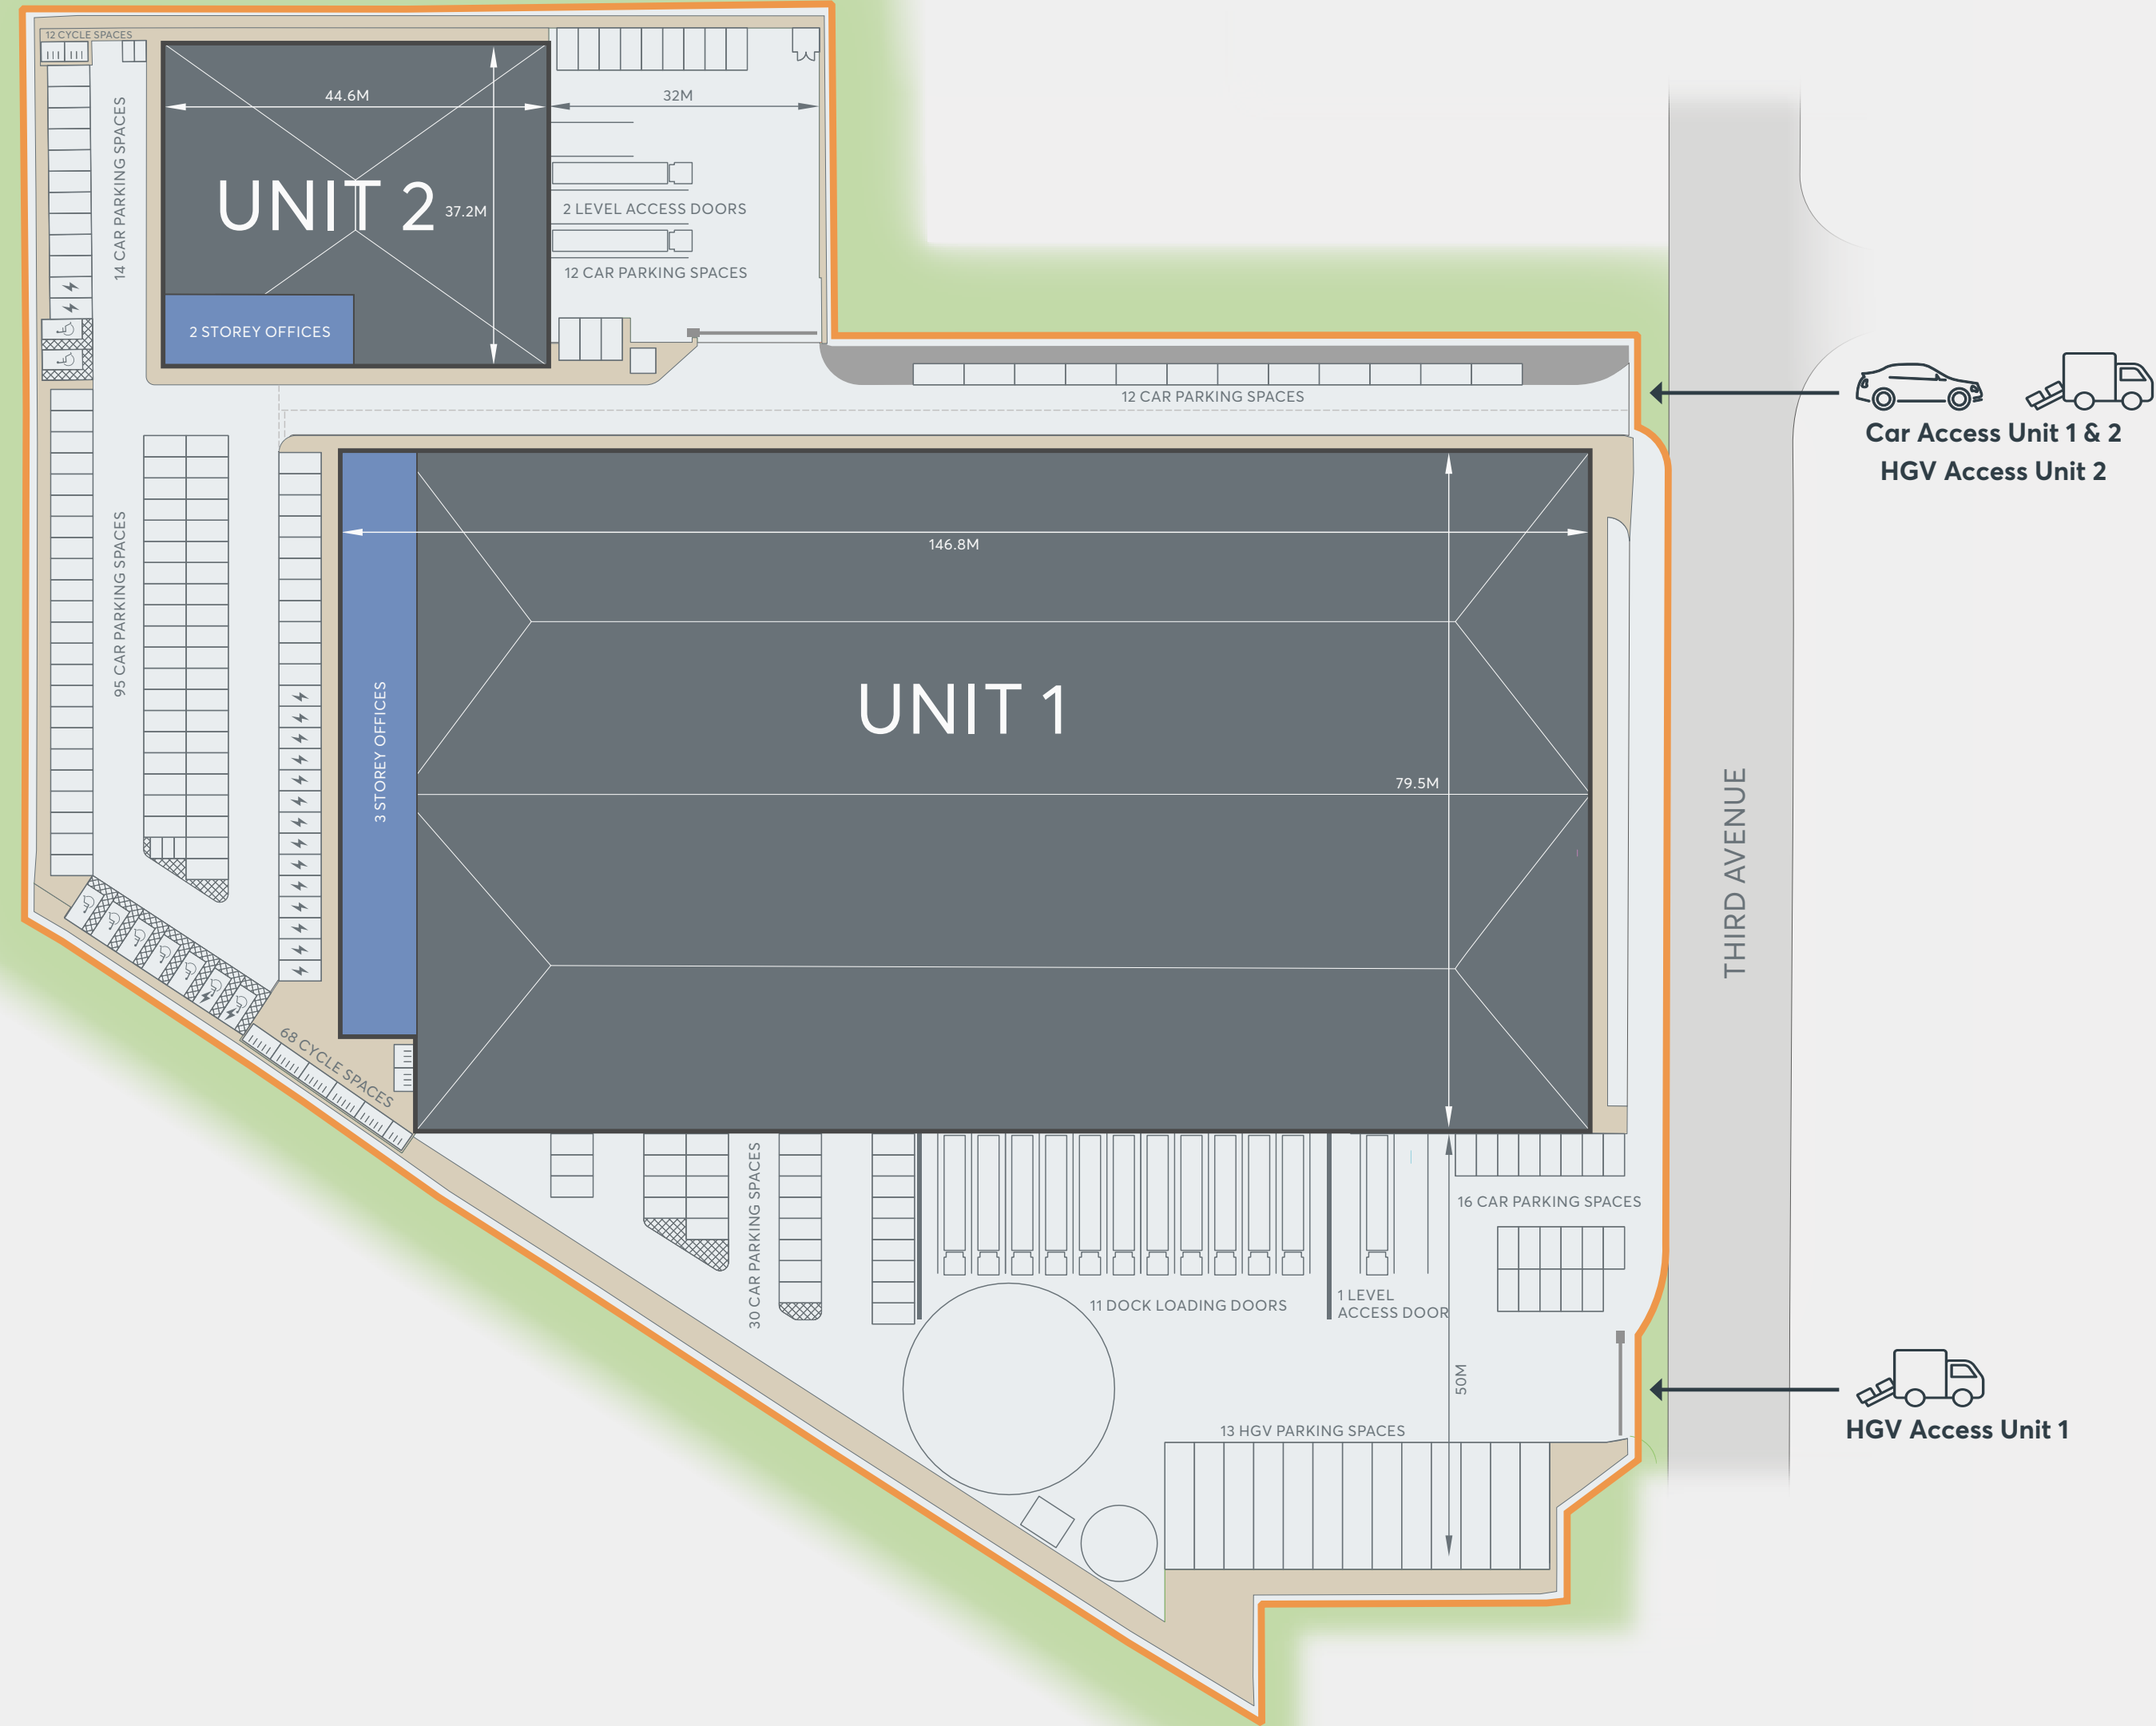 12 CYCLE SPACES
44.6M
32M
14 CAR PARKING SPACES
UNIT 2
37.2M
2 LEVEL ACCESS DOORS
12 CAR PARKING SPACES
2 STOREY OFFICES
12 CAR PARKING SPACES
Car Access Unit 1 & 2
HGV Access Unit 2
146.8M
95 CAR PARKING SPACES
UNIT 1
3 STOREY OFFICES
79.5M
THIRD AVENUE
68 CYCLE SPACES
30 CAR PARKING SPACES
16 CAR PARKING SPACES
11 DOCK LOADING DOORS
1 LEVEL
ACCESS DOOR
50M
13 HGV PARKING SPACES
HGV Access Unit 1